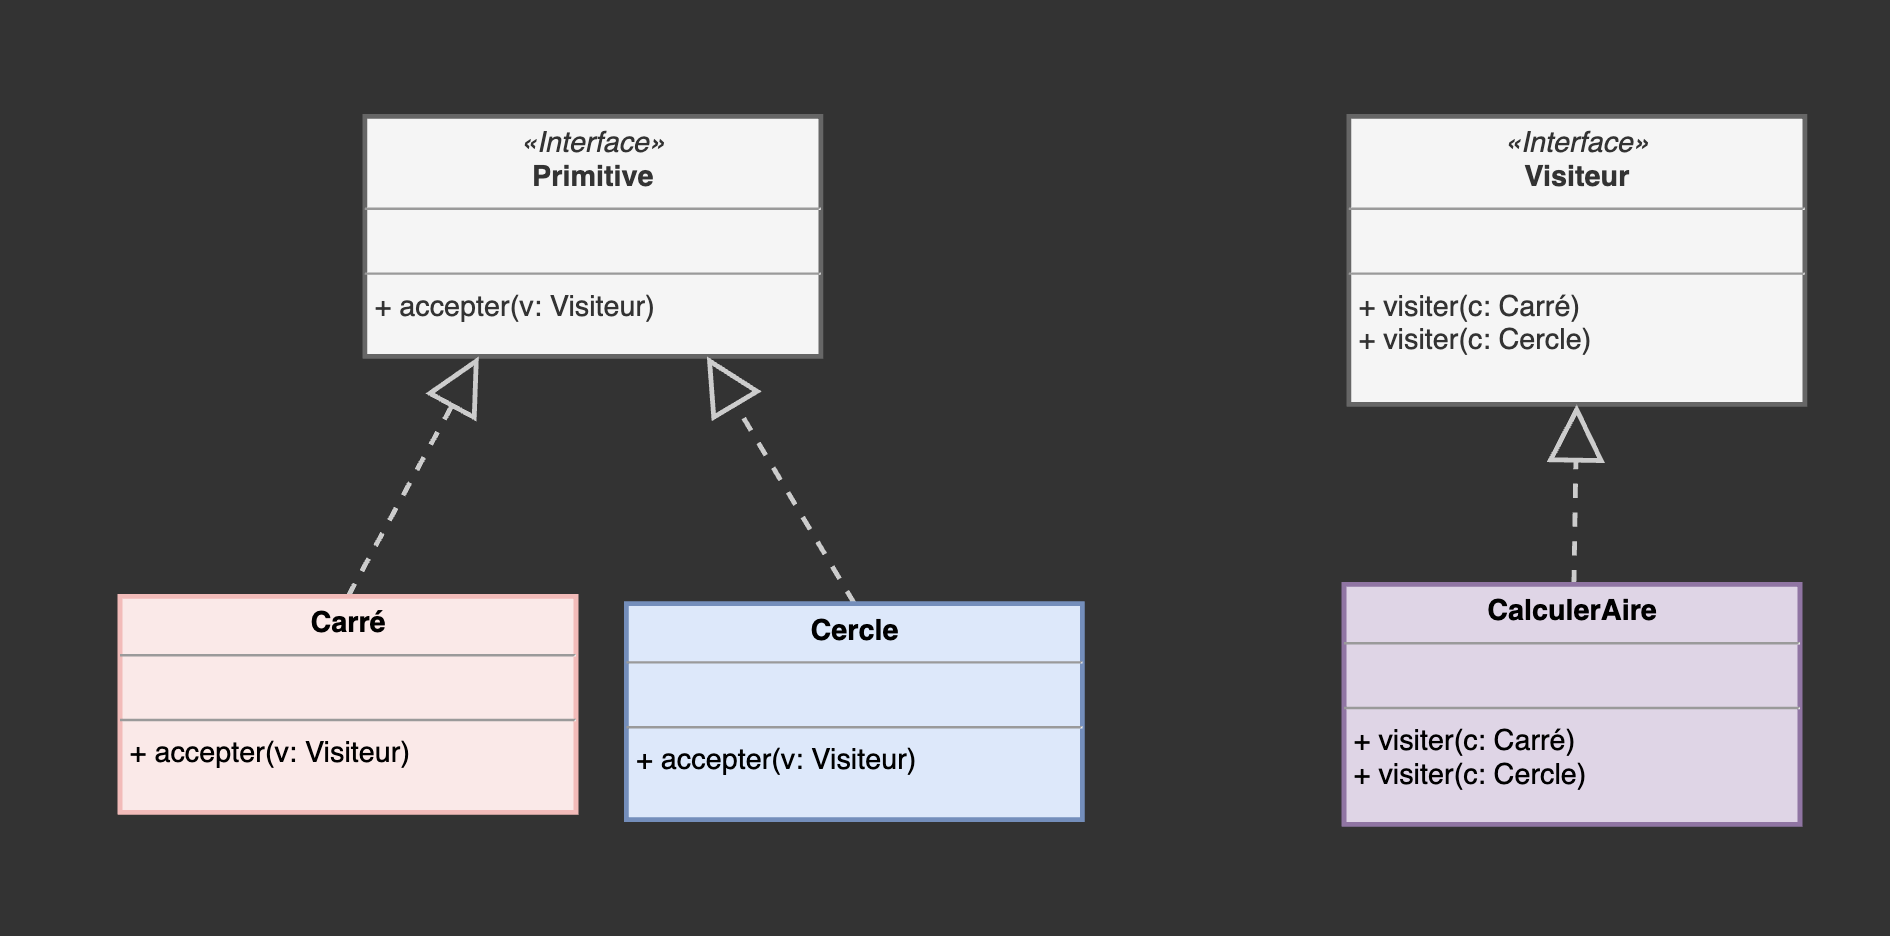 «Interface»
Primitive
+ accepter(v: Visiteur)
«Interface»
Visiteur
+ visiter(c: Carré)
+ visiter(c: Cercle)
Carré
+ accepter(v: Visiteur)
Cercle
+ accepter(v: Visiteur)
CalculerAire
+ visiter(c: Carré)
+ visiter(c: Cercle)